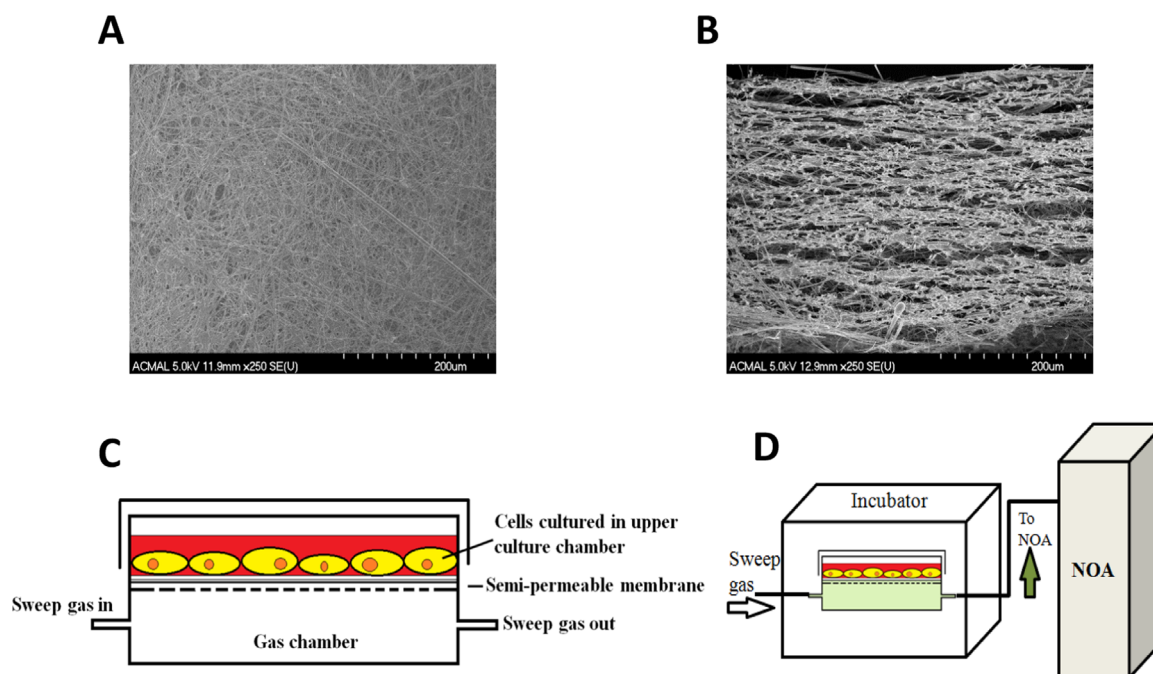 A
B
ACMAL 5.0kV 11.9mm x250 SE(U)
200um
ACMAL 5.0kV 12.9mm x250 SE(U)
200um
C
D
Cells cultured in upper
culture chamber
Semi-permeable membrane
Sweep gas in
Sweep gas out
Gas chamber
Incubator
Sweep
gas
To
NOA
NOA